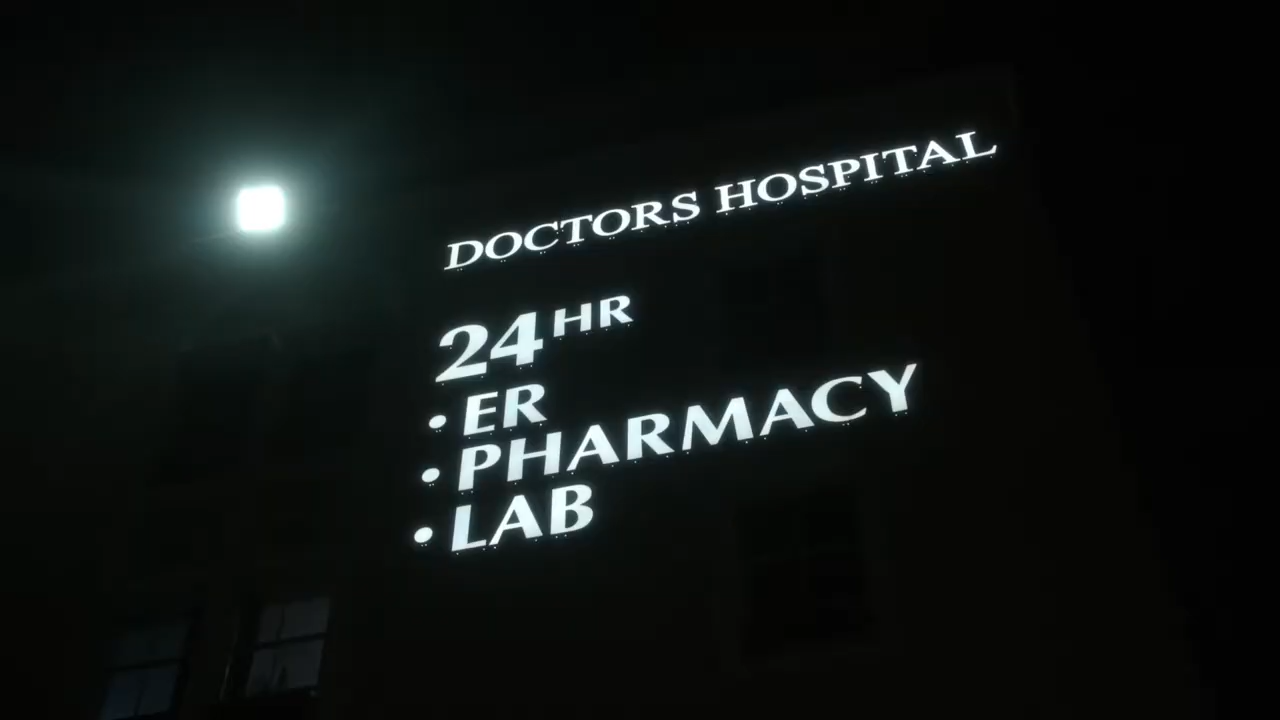 DOCTORS HOSPITAL
24HR
• ER
• PHARMACY
• LAB